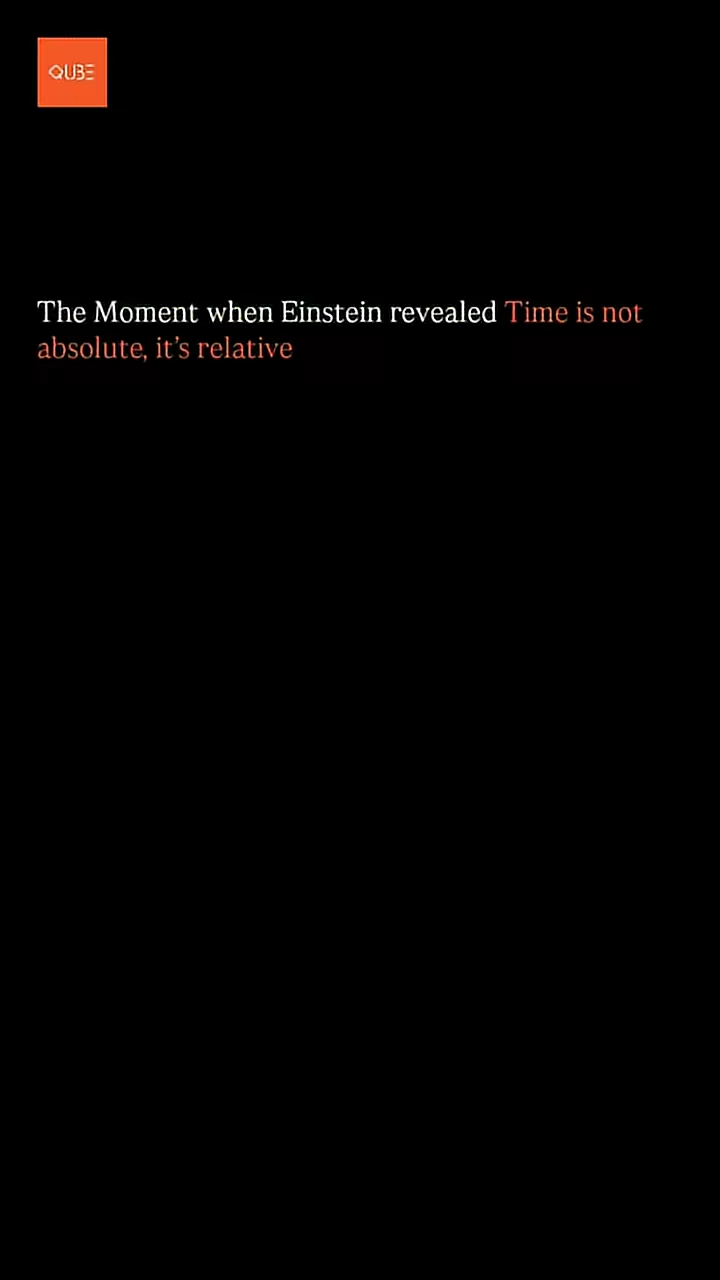 QUBE
The Moment when Einstein revealed Time is not
absolute, it’s relative